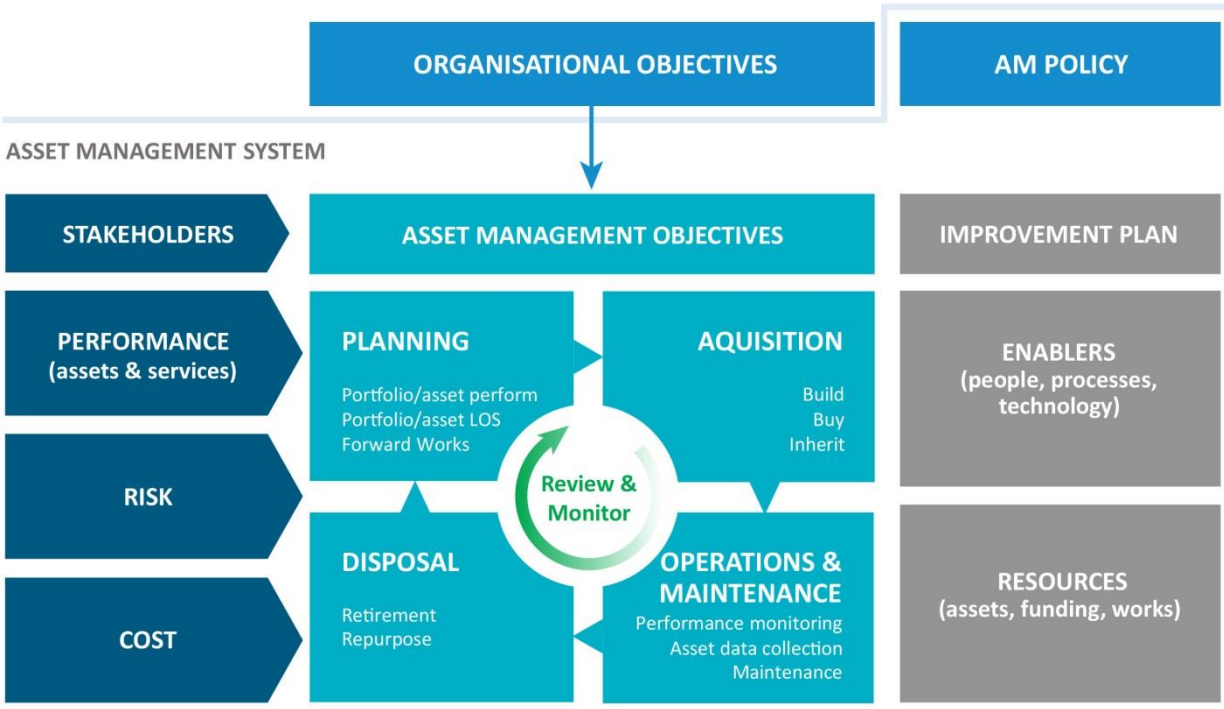 ORGANISATIONAL OBJECTIVES
AM POLICY
ASSET MANAGEMENT SYSTEM
STAKEHOLDERS
ASSET MANAGEMENT OBJECTIVES
IMPROVEMENT PLAN
PERFORMANCE
(assets & services)
RISK
COST
PLANNING
Portfolio/asset perform
Portfolio/asset LOS
Forward Works
AQUISITION
Build
Buy
Inherit
Review &
Monitor
DISPOSAL
Retirement
Repurpose
OPERATIONS &
MAINTENANCE
Performance monitoring
Asset data collection
Maintenance
ENABLERS
(people, processes,
technology)
RESOURCES
(assets, funding, works)